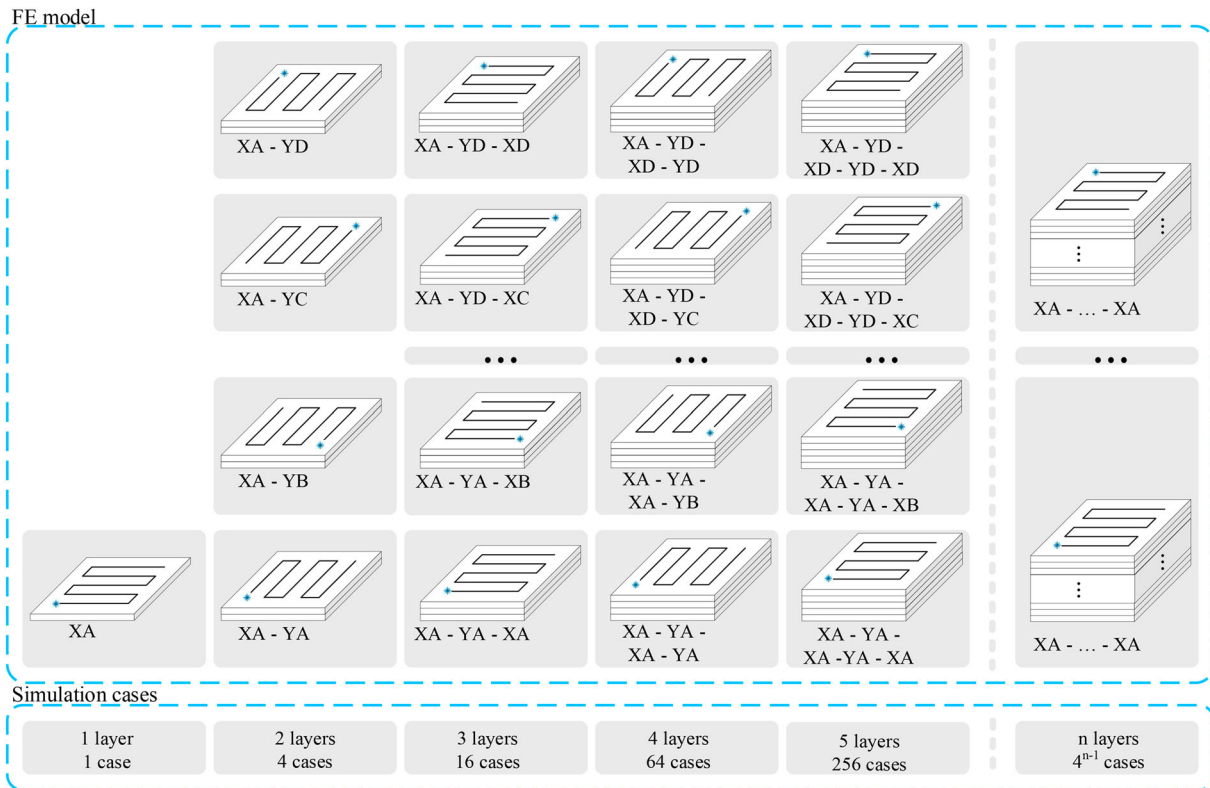 FE model
XA - YD
XA - YD - XD
XA - YD -
XD - YD
XA - YD -
XD - YD - XD
XA - YC
XA - YD - XC
XA - YD -
XD - YC
XA - YD -
XD - YD - XC
XA - ... - XA
XA - YB
XA - YA - XB
XA - YA -
XA - YB
XA - YA -
XA - YA - XB
XA
XA - YA
XA - YA - XA
XA - YA -
XA - YA
XA - YA -
XA -YA - XA
XA - ... - XA
Simulation cases
1 layer
1 case
2 layers
4 cases
3 layers
16 cases
4 layers
64 cases
5 layers
256 cases
n layers
4ⁿ⁻¹ cases